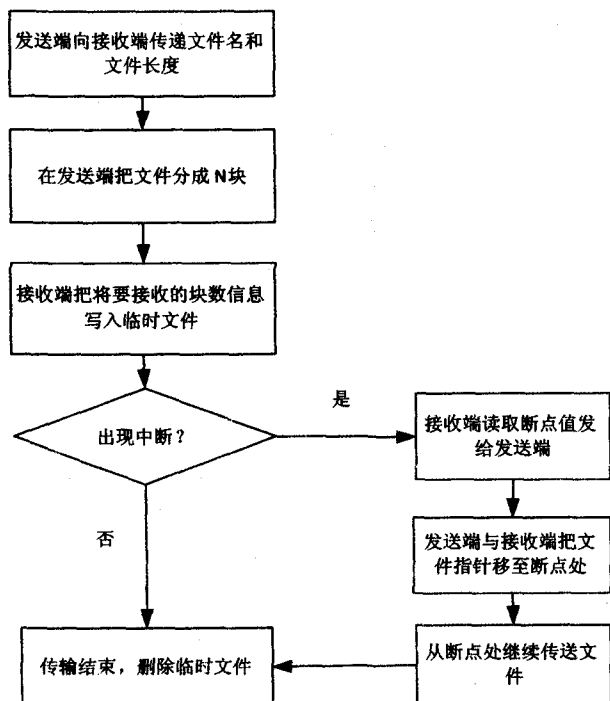 发送端向接收端传递文件名和
文件长度
在发送端把文件分成N块
接收端把将要接收的块数信息
写入临时文件
出现中断？
是
接收端读取断点值发
给发送端
否
发送端与接收端把文
件指针移至断点处
从断点处继续传送文
件
传输结束，删除临时文件